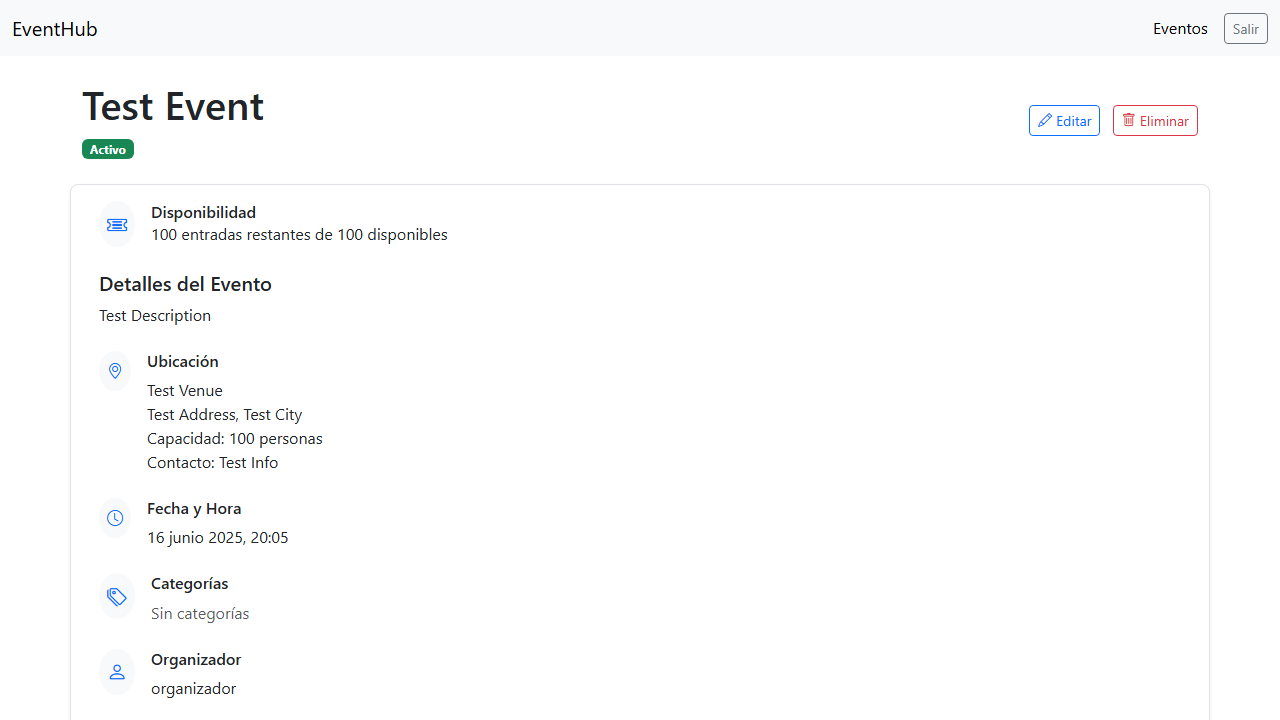 EventHub
Eventos
Salir
Test Event
Editar
Eliminar
Activo
Disponibilidad
100 entradas restantes de 100 disponibles
Detalles del Evento
Test Description
Ubicación
Test Venue
Test Address, Test City
Capacidad: 100 personas
Contacto: Test Info
Fecha y Hora
16 junio 2025, 20:05
Categorías
Sin categorías
Organizador
organizador